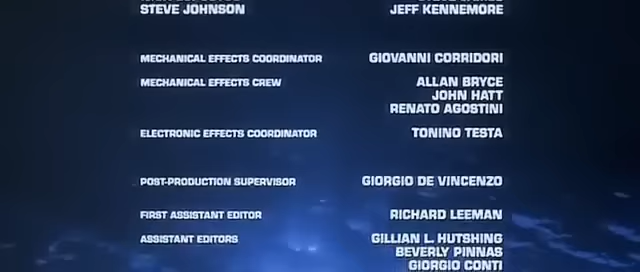 STEVE JOHNSON JEFF KENNEMORE
MECHANICAL EFFECTS COORDINATOR GIOVANNI CORRIDORI
MECHANICAL EFFECTS CREW ALLAN BRYCE
JOHN HATT
RENATO AGOSTINI
ELECTRONIC EFFECTS COORDINATOR TONINO TESTA
POST-PRODUCTION SUPERVISOR GIORGIO DE VINCENZO
FIRST ASSISTANT EDITOR RICHARD LEEMAN
ASSISTANT EDITORS GILLIAN L. HUTSHING
BEVERLY PINNAS
GIORGIO CONTI